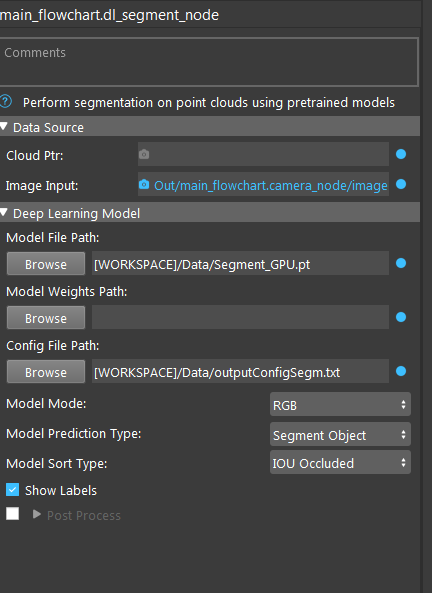 main_flowchart.dl_segment_node
Comments
Perform segmentation on point clouds using pretrained models
Data Source
Cloud Ptr:
Image Input: Out/main_flowchart.camera_node/image
Deep Learning Model
Model File Path:
Browse [WORKSPACE]/Data/Segment_GPU.pt
Model Weights Path:
Browse
Config File Path:
Browse [WORKSPACE]/Data/outputConfigSegm.txt
Model Mode: RGB
Model Prediction Type: Segment Object
Model Sort Type: IOU Occluded
Show Labels
Post Process